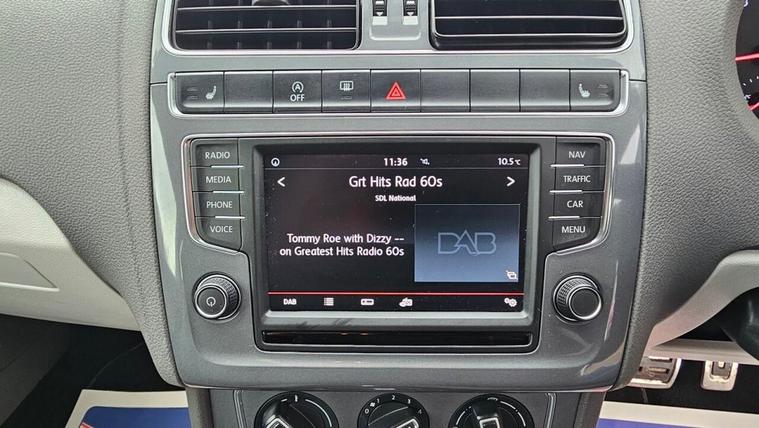 OFF
RADIO
MEDIA
PHONE
VOICE
11:36
10.5°C
< Grt Hits Rad 60s >
SDL National
Tommy Roe with Dizzy --
on Greatest Hits Radio 60s
DAB
DAB
NAV
TRAFFIC
CAR
MENU